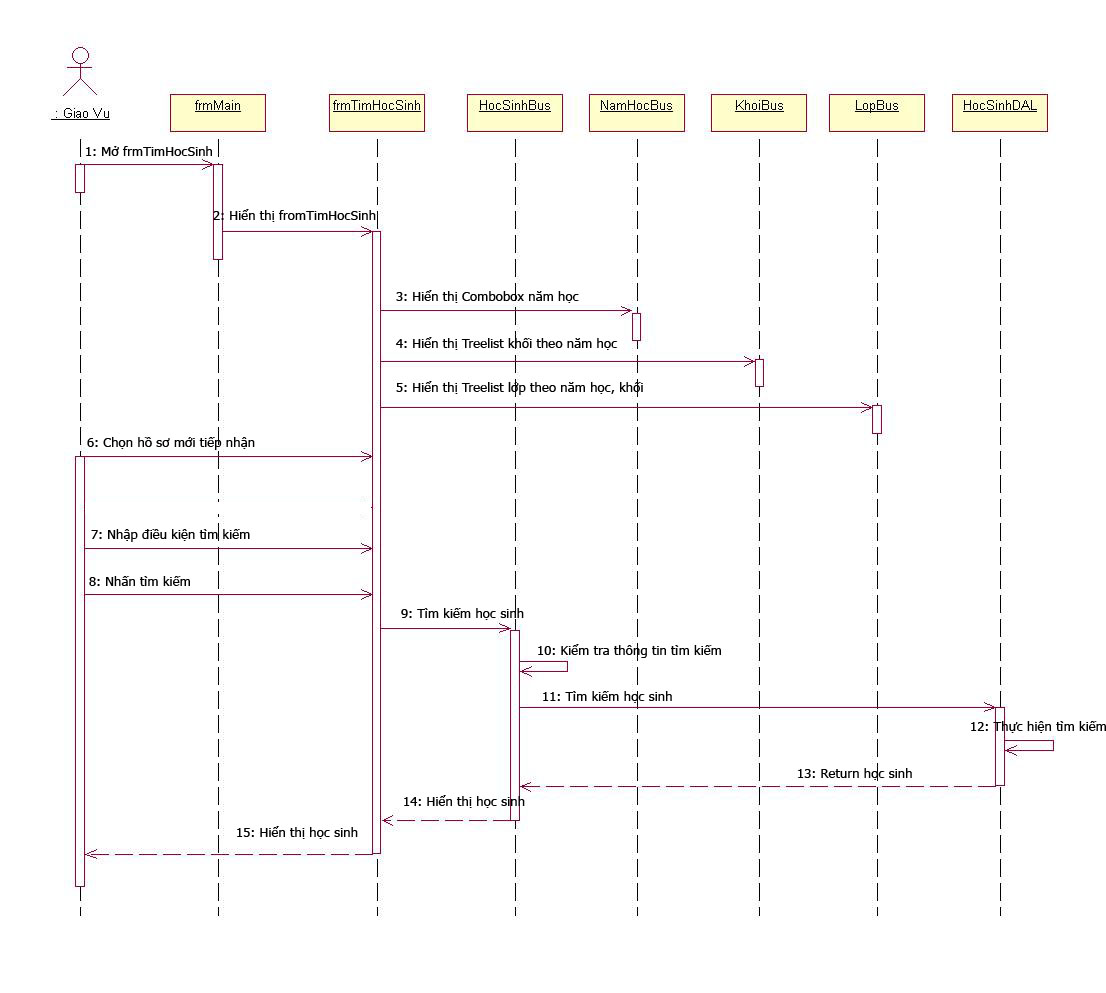 : Giao Vu
frmMain
frmTimHocSinh
HocSinhBus
NamHocBus
KhoiBus
LopBus
HocSinhDAL
1: Mở frmTimHocSinh
2: Hiển thị fromTimHocSinh
3: Hiển thị Combobox năm học
4: Hiển thị Treelist khối theo năm học
5: Hiển thị Treelist lớp theo năm học, khối
6: Chọn hồ sơ mới tiếp nhận
7: Nhập điều kiện tìm kiếm
8: Nhấn tìm kiếm
9: Tìm kiếm học sinh
10: Kiểm tra thông tin tìm kiếm
11: Tìm kiếm học sinh
12: Thực hiện tìm kiếm
13: Return học sinh
14: Hiển thị học sinh
15: Hiển thị học sinh